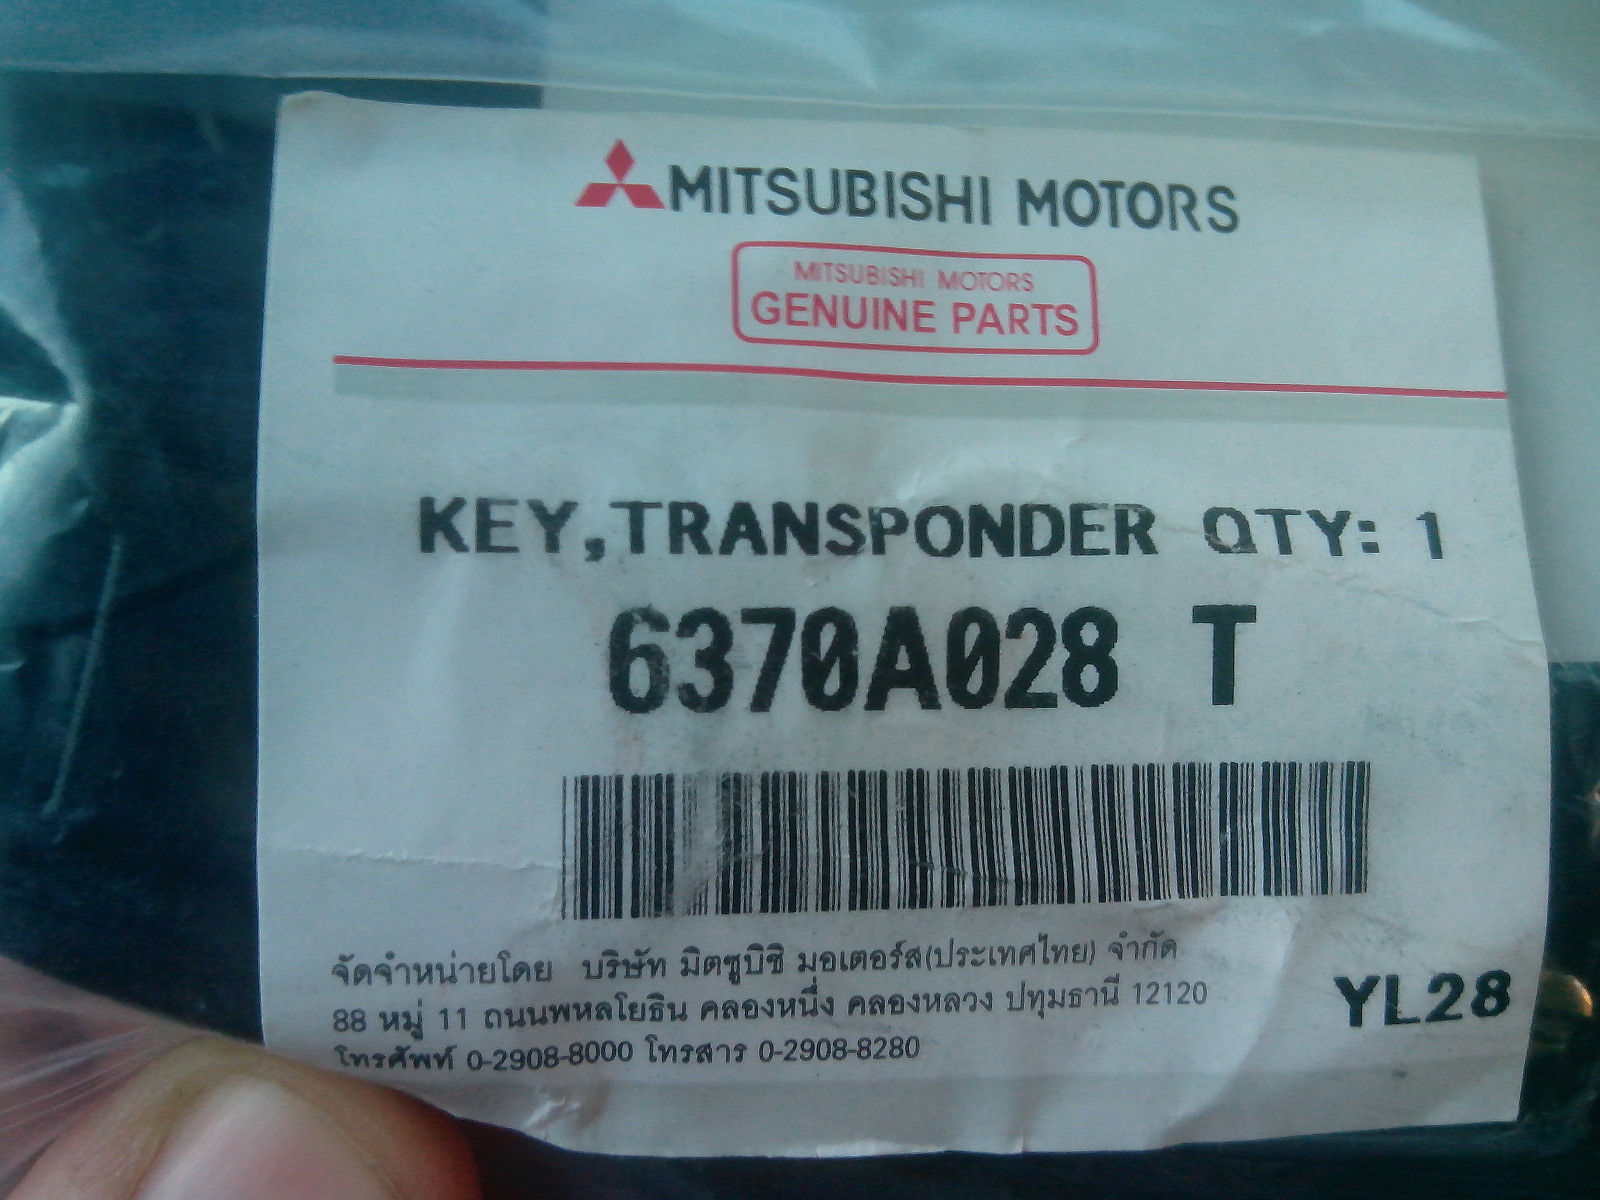 MITSUBISHI MOTORS
MITSUBISHI MOTORS
GENUINE PARTS
KEY,TRANSPONDER QTY: 1
6370A028 T
จัดจำหน่ายโดย บริษัท มิตซูบิชิ มอเตอร์ส(ประเทศไทย) จำกัด
88 หมู่ 11 ถนนพหลโยธิน คลองหนึ่ง คลองหลวง ปทุมธานี 12120
โทรศัพท์ 0-2908-8000 โทรสาร 0-2908-8280
YL28